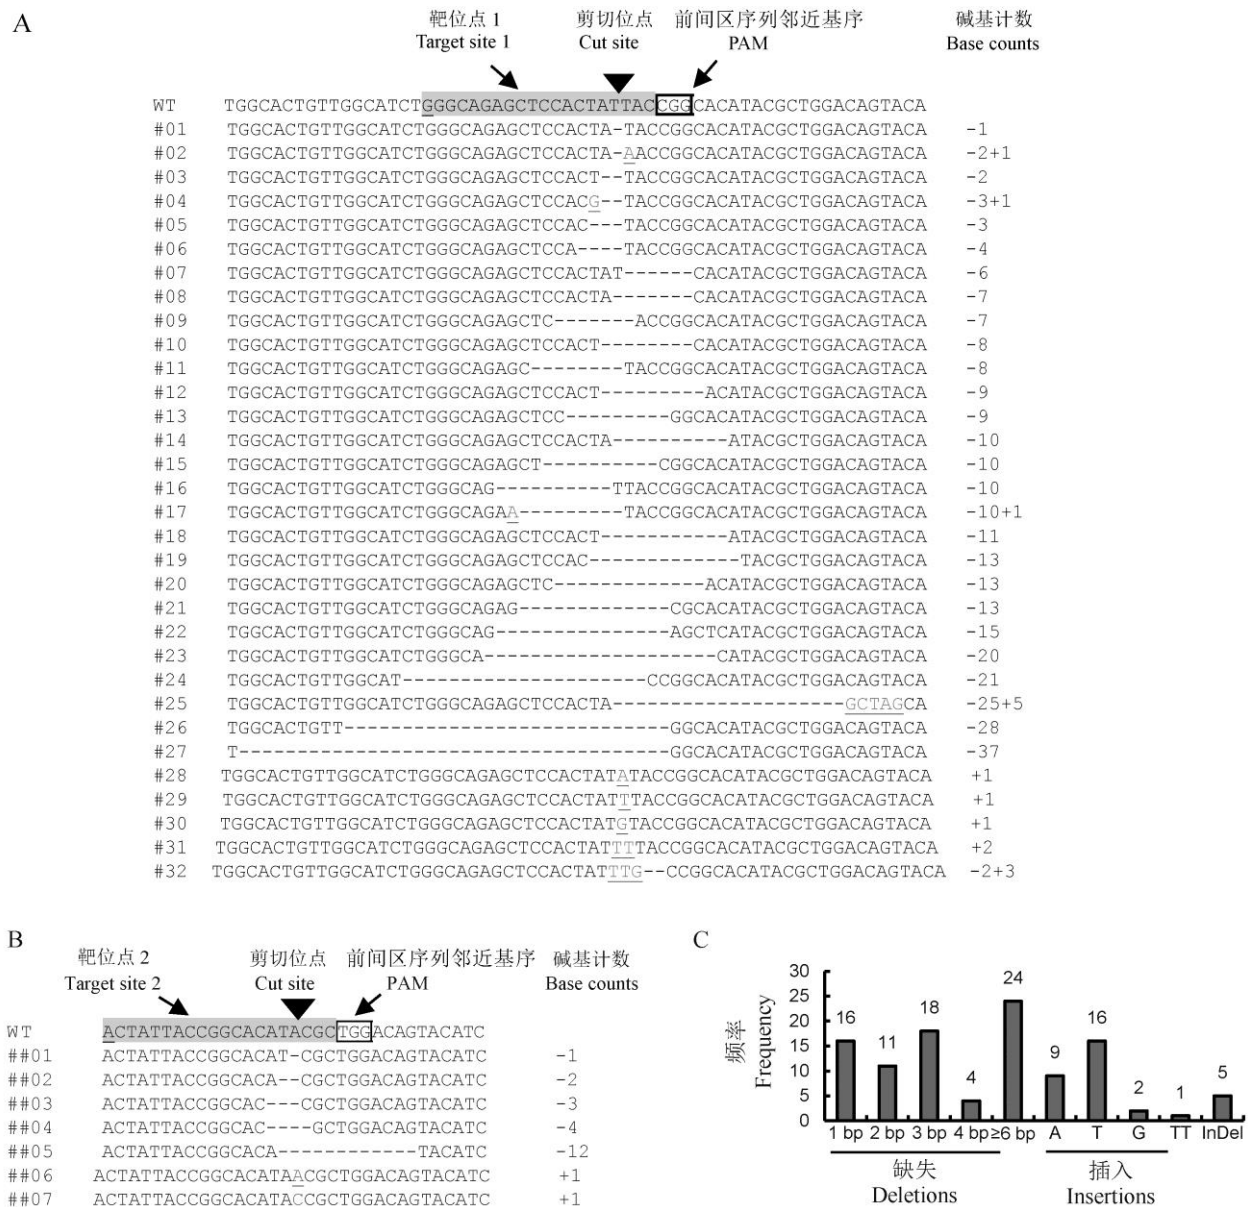 A
靶位点 1
Target site 1
剪切位点
Cut site
前间区序列邻近基序
PAM
碱基计数
Base counts
WT TGGCACTGTTGGCATCTGGGCAGAGCTCCACTATTACCGGCACATACGCTGGACAGTACA
#01 TGGCACTGTTGGCATCTGGGCAGAGCTCCACTA-TACCGGCACATACGCTGGACAGTACA -1
#02 TGGCACTGTTGGCATCTGGGCAGAGCTCCACTA-AACCGGCACATACGCTGGACAGTACA -2+1
#03 TGGCACTGTTGGCATCTGGGCAGAGCTCCACT--TACCGGCACATACGCTGGACAGTACA -2
#04 TGGCACTGTTGGCATCTGGGCAGAGCTCCACG--TACCGGCACATACGCTGGACAGTACA -3+1
#05 TGGCACTGTTGGCATCTGGGCAGAGCTCCAC---TACCGGCACATACGCTGGACAGTACA -3
#06 TGGCACTGTTGGCATCTGGGCAGAGCTCCA----TACCGGCACATACGCTGGACAGTACA -4
#07 TGGCACTGTTGGCATCTGGGCAGAGCTCCACTAT------CACATACGCTGGACAGTACA -6
#08 TGGCACTGTTGGCATCTGGGCAGAGCTCCACTA-------CACATACGCTGGACAGTACA -7
#09 TGGCACTGTTGGCATCTGGGCAGAGCTC-------ACCGGCACATACGCTGGACAGTACA -7
#10 TGGCACTGTTGGCATCTGGGCAGAGCTCCACT--------CACATACGCTGGACAGTACA -8
#11 TGGCACTGTTGGCATCTGGGCAGAGC--------TACCGGCACATACGCTGGACAGTACA -8
#12 TGGCACTGTTGGCATCTGGGCAGAGCTCCACT---------ACATACGCTGGACAGTACA -9
#13 TGGCACTGTTGGCATCTGGGCAGAGCTCC---------GGCACATACGCTGGACAGTACA -9
#14 TGGCACTGTTGGCATCTGGGCAGAGCTCCACTA----------ATACGCTGGACAGTACA -10
#15 TGGCACTGTTGGCATCTGGGCAGAGCT----------CGGCACATACGCTGGACAGTACA -10
#16 TGGCACTGTTGGCATCTGGGCAG----------TTACCGGCACATACGCTGGACAGTACA -10
#17 TGGCACTGTTGGCATCTGGGCAGAA---------TACCGGCACATACGCTGGACAGTACA -10+1
#18 TGGCACTGTTGGCATCTGGGCAGAGCTCCACT-----------ATACGCTGGACAGTACA -11
#19 TGGCACTGTTGGCATCTGGGCAGAGCTCCAC-------------TACGCTGGACAGTACA -13
#20 TGGCACTGTTGGCATCTGGGCAGAGCTC-------------ACATACGCTGGACAGTACA -13
#21 TGGCACTGTTGGCATCTGGGCAGAG-------------CGCACATACGCTGGACAGTACA -13
#22 TGGCACTGTTGGCATCTGGGCAG---------------AGCTCATACGCTGGACAGTACA -15
#23 TGGCACTGTTGGCATCTGGGCA--------------------CATACGCTGGACAGTACA -20
#24 TGGCACTGTTGGCAT---------------------CCGGCACATACGCTGGACAGTACA -21
#25 TGGCACTGTTGGCATCTGGGCAGAGCTCCACTA--------------------GCTAGCA -25+5
#26 TGGCACTGTT----------------------------GGCACATACGCTGGACAGTACA -28
#27 T-------------------------------------GGCACATACGCTGGACAGTACA -37
#28 TGGCACTGTTGGCATCTGGGCAGAGCTCCACTATATACCGGCACATACGCTGGACAGTACA +1
#29 TGGCACTGTTGGCATCTGGGCAGAGCTCCACTATTTACCGGCACATACGCTGGACAGTACA +1
#30 TGGCACTGTTGGCATCTGGGCAGAGCTCCACTATGTACCGGCACATACGCTGGACAGTACA +1
#31 TGGCACTGTTGGCATCTGGGCAGAGCTCCACTATTTTACCGGCACATACGCTGGACAGTACA +2
#32 TGGCACTGTTGGCATCTGGGCAGAGCTCCACTATTTG--CCGGCACATACGCTGGACAGTACA -2+3
B
靶位点 2
Target site 2
剪切位点
Cut site
前间区序列邻近基序
PAM
碱基计数
Base counts
WT ACTATTACCGGCACATACGCTGGACAGTACATC
##01 ACTATTACCGGCACAT-CGCTGGACAGTACATC -1
##02 ACTATTACCGGCACA--CGCTGGACAGTACATC -2
##03 ACTATTACCGGCAC---CGCTGGACAGTACATC -3
##04 ACTATTACCGGCAC----GCTGGACAGTACATC -4
##05 ACTATTACCGGCACA------------TACATC -12
##06 ACTATTACCGGCACATAACGCTGGACAGTACATC +1
##07 ACTATTACCGGCACATACCGCTGGACAGTACATC +1
C
频率
Frequency
30
25
20
15
10
5
0
16
11
18
4
24
9
16
2
1
5
1 bp 2 bp 3 bp 4 bp ≥6 bp A T G TT InDel
缺失
Deletions
插入
Insertions